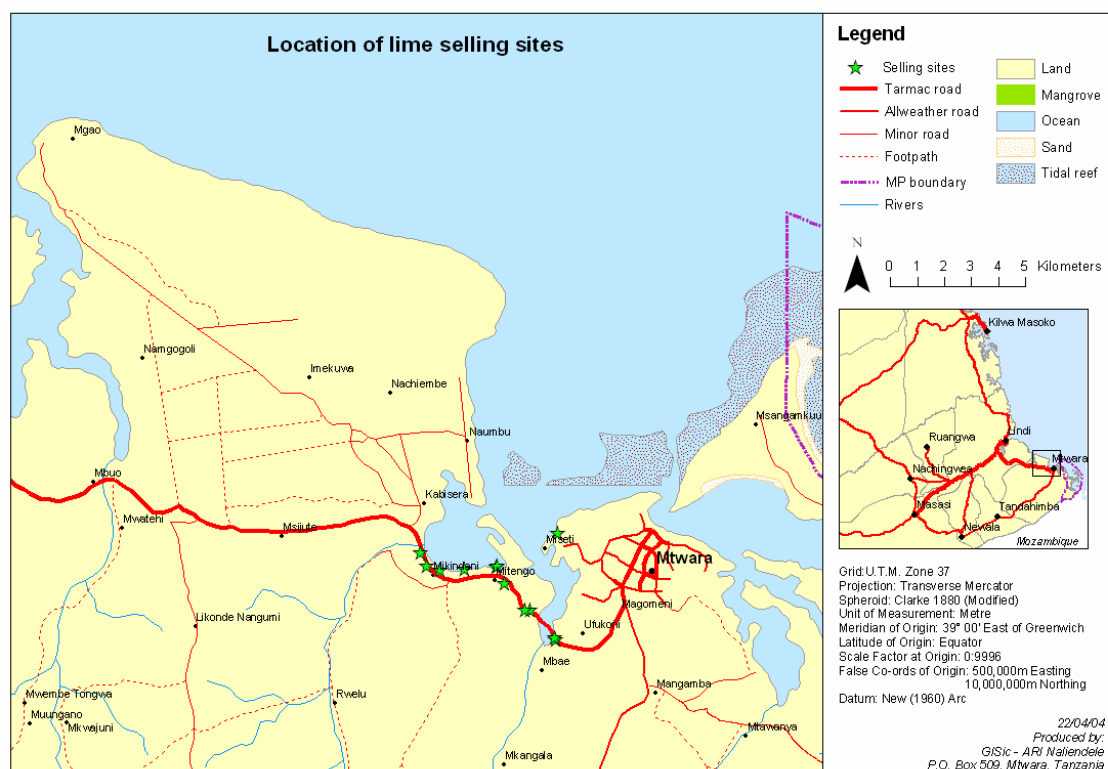 Location of lime selling sites
Mgao
Namgogoli
Imekuwa
Nachiembe
Naumbu
Msangamkuu
Mbuo
Kabisera
Mwatehi
Msijute
Mikindani
Mitengo
Mtwara
Magomeni
Ufukoni
Likonde Nangumi
Mbae
Mwembe Tongwa
Rwelu
Mangamba
Muungano
Mkwajuni
Mtawanya
Mkangala
Legend
Selling sites
Tarmac road
Allweather road
Minor road
Footpath
MP boundary
Rivers
Land
Mangrove
Ocean
Sand
Tidal reef
N
0 1 2 3 4 5 Kilometers
Kilwa Masoko
Lindi
Ruangwa
Mtwara
Nachingwea
Masasi
Tandahimba
Newala
Mozambique
Grid:U.T.M. Zone 37
Projection: Transverse Mercator
Spheroid: Clarke 1880 (Modified)
Unit of Measurement: Metre
Meridian of Origin: 39° 00' East of Greenwich
Latitude of Origin: Equator
Scale Factor at Origin: 0.9996
False Co-ords of Origin: 500,000m Easting
10,000,000m Northing
Datum: New (1960) Arc
22/04/04
Produced by:
GISic - ARI Naliendele
P.O. Box 509, Mtwara, Tanzania